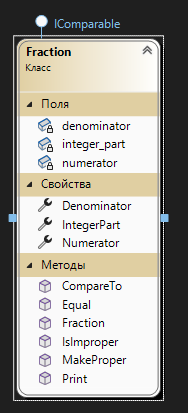 IComparable
Fraction
Класс
Поля
denominator
integer_part
numerator
Свойства
Denominator
IntegerPart
Numerator
Методы
CompareTo
Equal
Fraction
IsImproper
MakeProper
Print